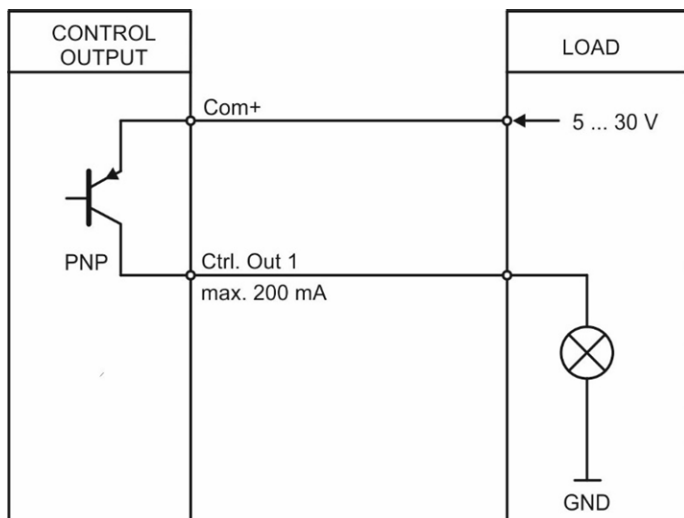 CONTROL
OUTPUT
LOAD
Com+
5 ... 30 V
PNP
Ctrl. Out 1
max. 200 mA
GND